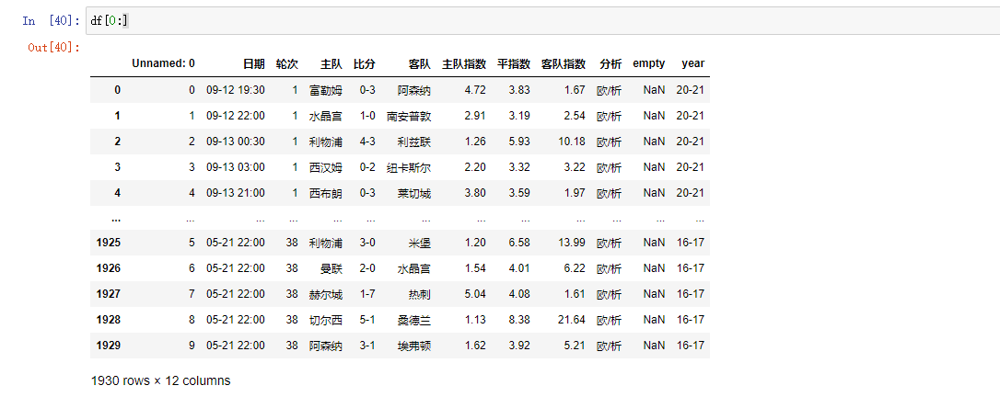 In [40]: df[0:]
Out[40]:
Unnamed: 0 日期 轮次 主队 比分 客队 主队指数 平指数 客队指数 分析 empty year
0 0 09-12 19:30 1 富勒姆 0-3 阿森纳 4.72 3.83 1.67 欧/析 NaN 20-21
1 1 09-12 22:00 1 水晶宫 1-0 南安普敦 2.91 3.19 2.54 欧/析 NaN 20-21
2 2 09-13 00:30 1 利物浦 4-3 利兹联 1.26 5.93 10.18 欧/析 NaN 20-21
3 3 09-13 03:00 1 西汉姆 0-2 纽卡斯尔 2.20 3.32 3.22 欧/析 NaN 20-21
4 4 09-13 21:00 1 西布朗 0-3 莱切城 3.80 3.59 1.97 欧/析 NaN 20-21
... ... ... ... ... ... ... ... ... ... ... ... ...
1925 5 05-21 22:00 38 利物浦 3-0 米堡 1.20 6.58 13.99 欧/析 NaN 16-17
1926 6 05-21 22:00 38 曼联 2-0 水晶宫 1.54 4.01 6.22 欧/析 NaN 16-17
1927 7 05-21 22:00 38 赫尔城 1-7 热刺 5.04 4.08 1.61 欧/析 NaN 16-17
1928 8 05-21 22:00 38 切尔西 5-1 桑德兰 1.13 8.38 21.64 欧/析 NaN 16-17
1929 9 05-21 22:00 38 阿森纳 3-1 埃弗顿 1.62 3.92 5.21 欧/析 NaN 16-17
1930 rows × 12 columns